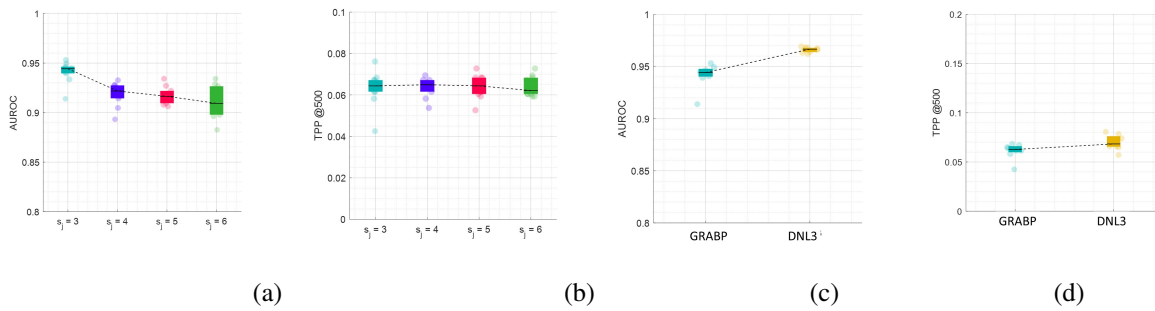 1
0.95
0.9
0.85
0.8
AUROC
s_j = 3
s_j = 4
s_j = 5
s_j = 6
0.1
0.08
0.06
0.04
0.02
0
TPP @500
s_j = 3
s_j = 4
s_j = 5
s_j = 6
1
0.95
0.9
0.85
0.8
AUROC
GRABP
DNL3
0.2
0.15
0.1
0.05
0
TPP @500
GRABP
DNL3
(a)
(b)
(c)
(d)